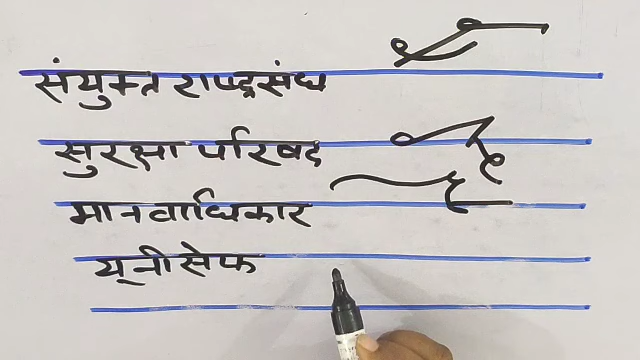 संयुक्त राष्ट्रसंघ
सुरक्षा परिषद
मानवाधिकार
यूनीसेफ